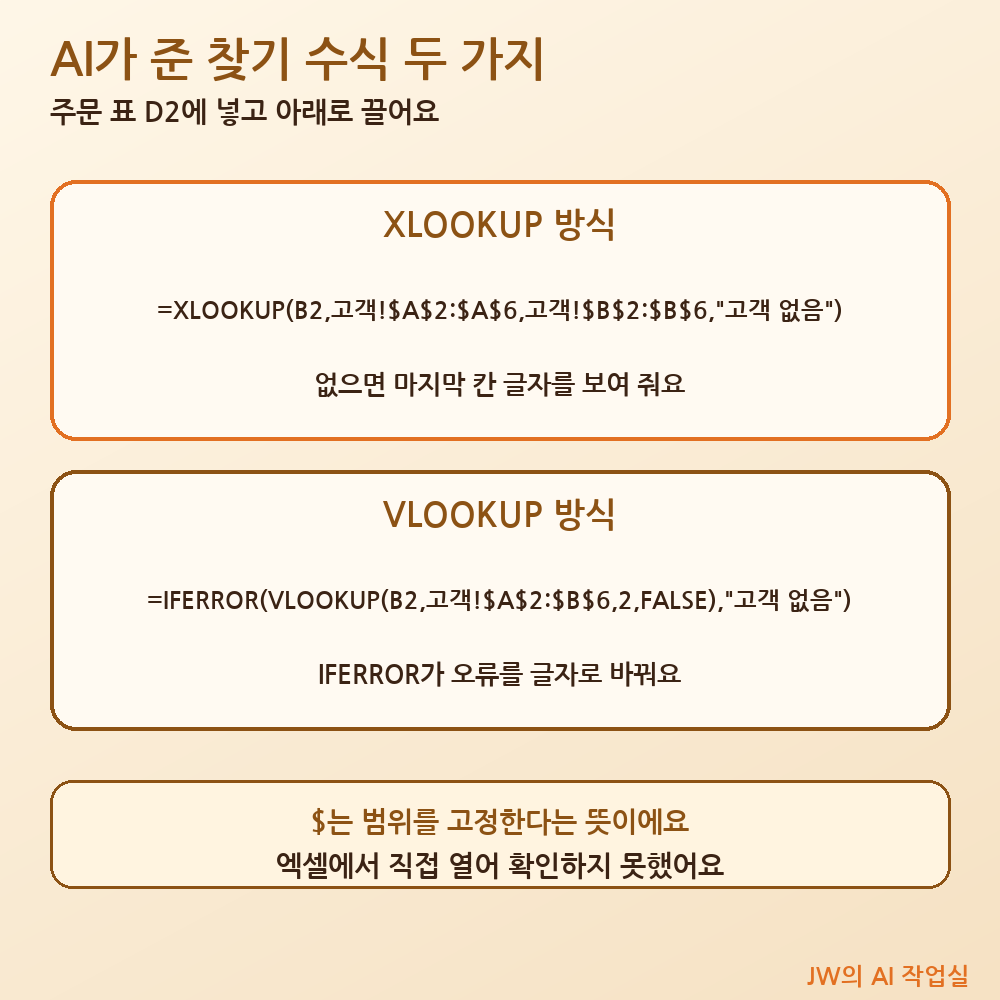 AI가 준 찾기 수식 두 가지
주문 표 D2에 넣고 아래로 끌어요
XLOOKUP 방식
=XLOOKUP(B2,고객!$A$2:$A$6,고객!$B$2:$B$6,"고객 없음")
없으면 마지막 칸 글자를 보여 줘요
VLOOKUP 방식
=IFERROR(VLOOKUP(B2,고객!$A$2:$B$6,2,FALSE),"고객 없음")
IFERROR가 오류를 글자로 바꿔요
$는 범위를 고정한다는 뜻이에요
엑셀에서 직접 열어 확인하지 못했어요
JW의 AI 작업실